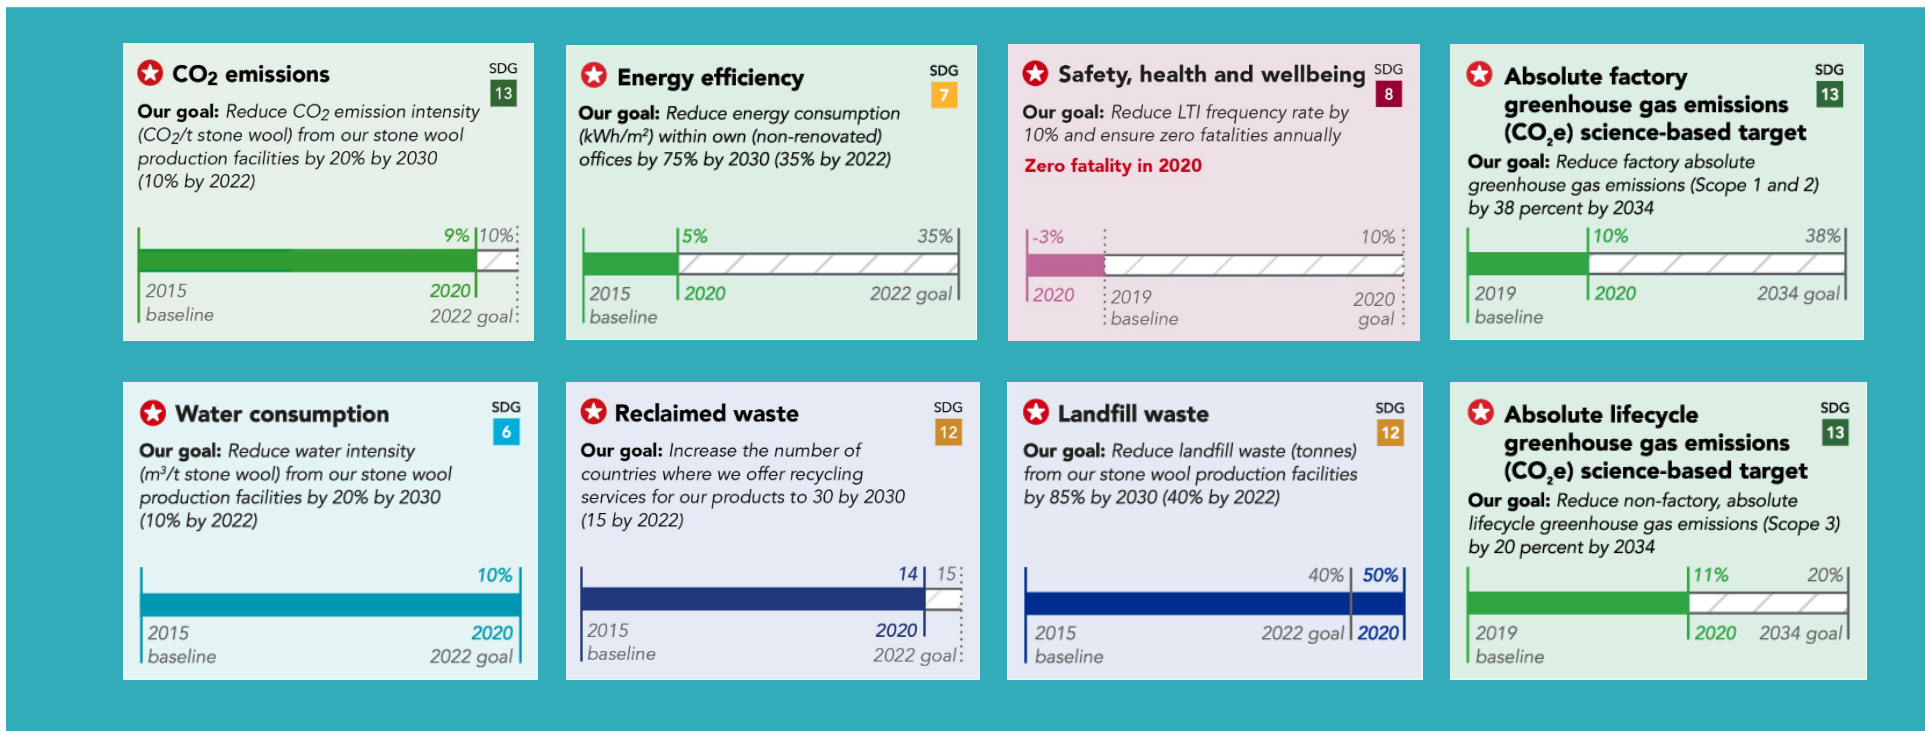 CO2 emissions
SDG
13
Our goal: Reduce CO2 emission intensity
(CO2/t stone wool) from our stone wool
production facilities by 20% by 2030
(10% by 2022)
9% 10%
2015 2020
baseline 2022 goal
Energy efficiency
SDG
7
Our goal: Reduce energy consumption
(kWh/m²) within own (non-renovated)
offices by 75% by 2030 (35% by 2022)
5% 35%
2015 2020 2022 goal
baseline
Safety, health and wellbeing
SDG
8
Our goal: Reduce LTI frequency rate by
10% and ensure zero fatalities annually
Zero fatality in 2020
-3% 10%
2020 2019 2020
baseline goal
Absolute factory
greenhouse gas emissions
(CO2e) science-based target
SDG
13
Our goal: Reduce factory absolute
greenhouse gas emissions (Scope 1 and 2)
by 38 percent by 2034
10% 38%
2019 2020 2034 goal
baseline
Water consumption
SDG
6
Our goal: Reduce water intensity
(m³/t stone wool) from our stone wool
production facilities by 20% by 2030
(10% by 2022)
10%
2015 2020
baseline 2022 goal
Reclaimed waste
SDG
12
Our goal: Increase the number of
countries where we offer recycling
services for our products to 30 by 2030
(15 by 2022)
14 15
2015 2020
baseline 2022 goal
Landfill waste
SDG
12
Our goal: Reduce landfill waste (tonnes)
from our stone wool production facilities
by 85% by 2030 (40% by 2022)
40% 50%
2015 2022 goal 2020
baseline
Absolute lifecycle
greenhouse gas emissions
(CO2e) science-based target
SDG
13
Our goal: Reduce non-factory, absolute
lifecycle greenhouse gas emissions (Scope 3)
by 20 percent by 2034
11% 20%
2019 2020 2034 goal
baseline